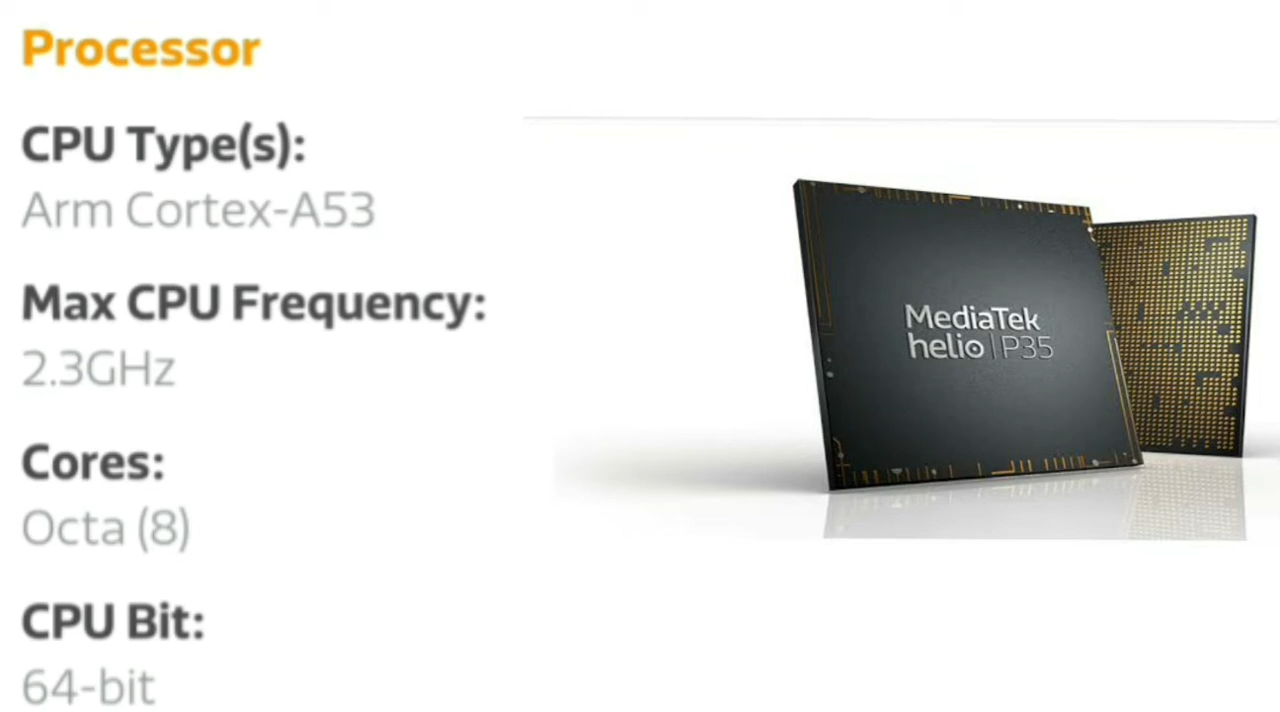 Processor
CPU Type(s):
Arm Cortex-A53
Max CPU Frequency:
2.3GHz
Cores:
Octa (8)
CPU Bit:
64-bit
MediaTek
helio | P35